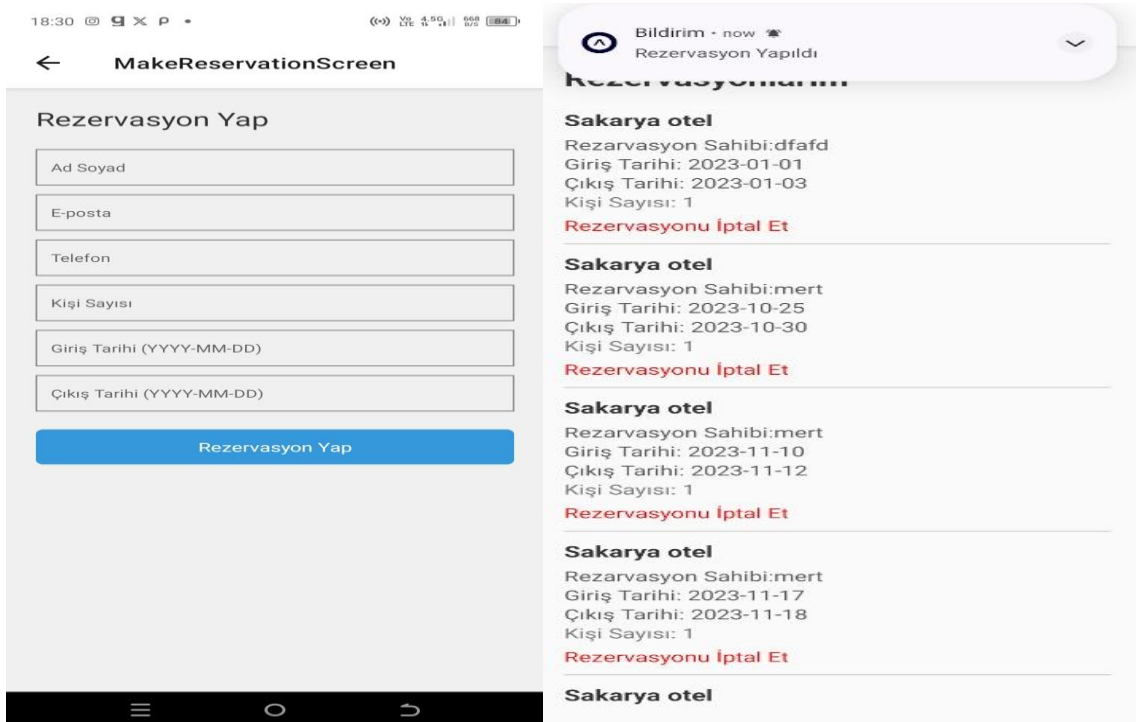 18:30
MakeReservationScreen
Rezervasyon Yap
Ad Soyad
E-posta
Telefon
Kişi Sayısı
Giriş Tarihi (YYYY-MM-DD)
Çıkış Tarihi (YYYY-MM-DD)
Rezervasyon Yap
Bildirim • now
Rezervasyon Yapıldı
Rezervasyonlarım
Sakarya otel
Rezarvasyon Sahibi:dfafd
Giriş Tarihi: 2023-01-01
Çıkış Tarihi: 2023-01-03
Kişi Sayısı: 1
Rezervasyonu İptal Et
Sakarya otel
Rezarvasyon Sahibi:mert
Giriş Tarihi: 2023-10-25
Çıkış Tarihi: 2023-10-30
Kişi Sayısı: 1
Rezervasyonu İptal Et
Sakarya otel
Rezarvasyon Sahibi:mert
Giriş Tarihi: 2023-11-10
Çıkış Tarihi: 2023-11-12
Kişi Sayısı: 1
Rezervasyonu İptal Et
Sakarya otel
Rezarvasyon Sahibi:mert
Giriş Tarihi: 2023-11-17
Çıkış Tarihi: 2023-11-18
Kişi Sayısı: 1
Rezervasyonu İptal Et
Sakarya otel